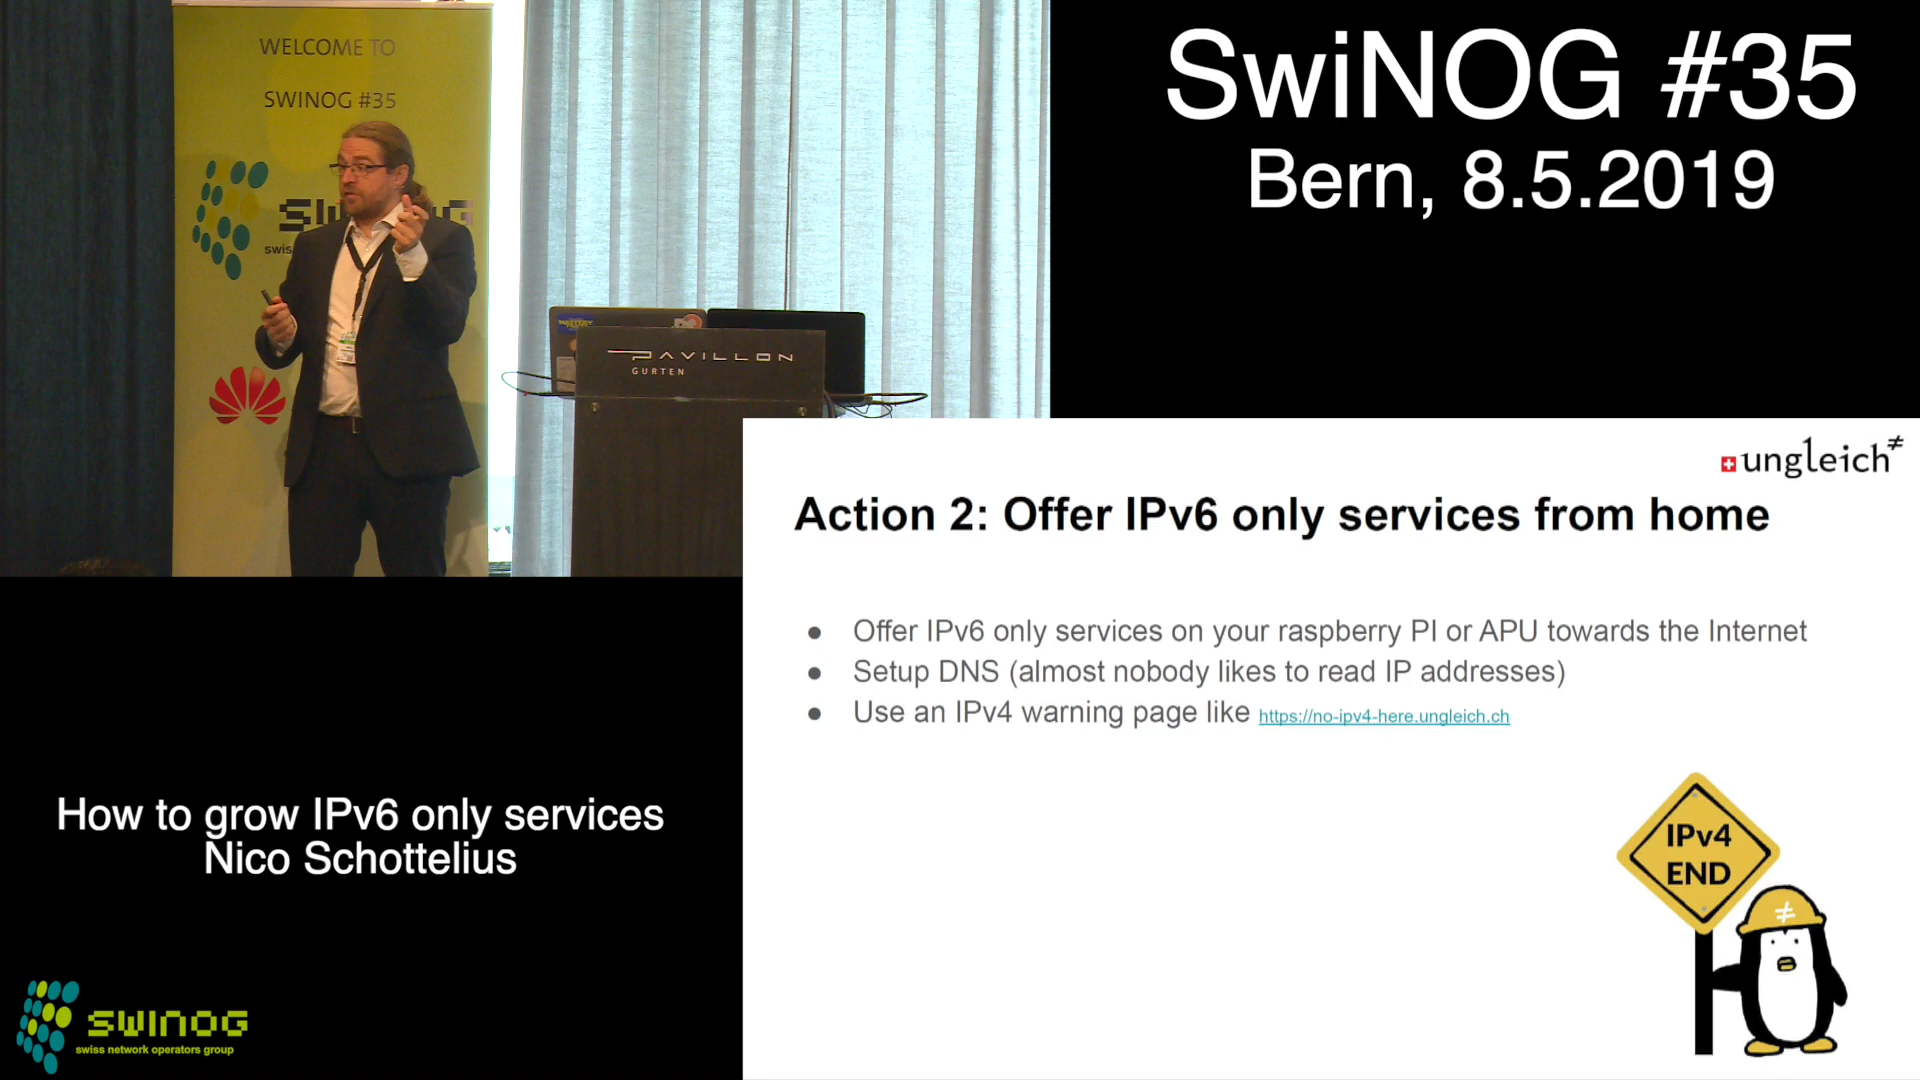 WELCOME TO
SWINOG #35
swis
PAVILLON
GURTEN
SwiNOG #35
Bern, 8.5.2019
ungleich≠
Action 2: Offer IPv6 only services from home
● Offer IPv6 only services on your raspberry PI or APU towards the Internet
● Setup DNS (almost nobody likes to read IP addresses)
● Use an IPv4 warning page like https://no-ipv4-here.ungleich.ch
IPv4
END
≠
How to grow IPv6 only services
Nico Schottelius
SWINOG
swiss network operators group